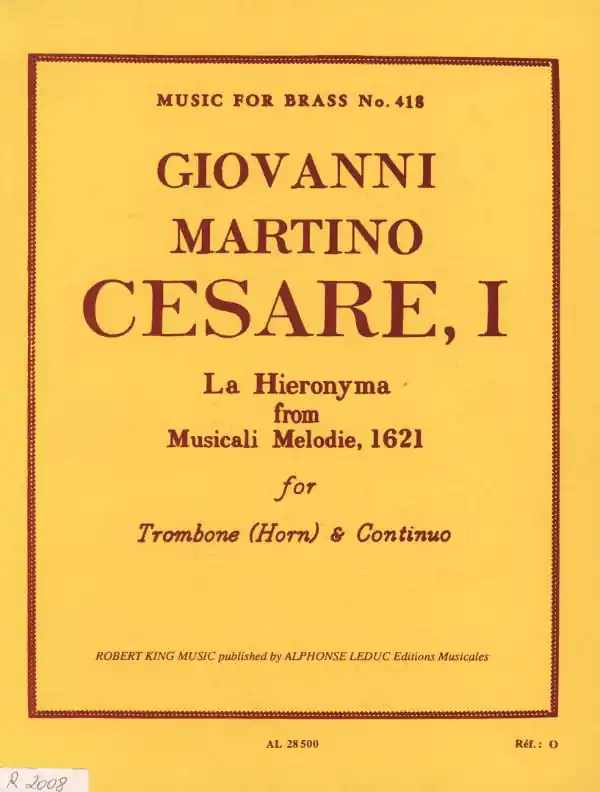 MUSIC FOR BRASS No. 418
GIOVANNI
MARTINO
CESARE, I
La Hieronyma
from
Musicali Melodie, 1621
for
Trombone (Horn) & Continuo
ROBERT KING MUSIC published by ALPHONSE LEDUC Editions Musicales
AL 28500
Réf.: O
R 2008